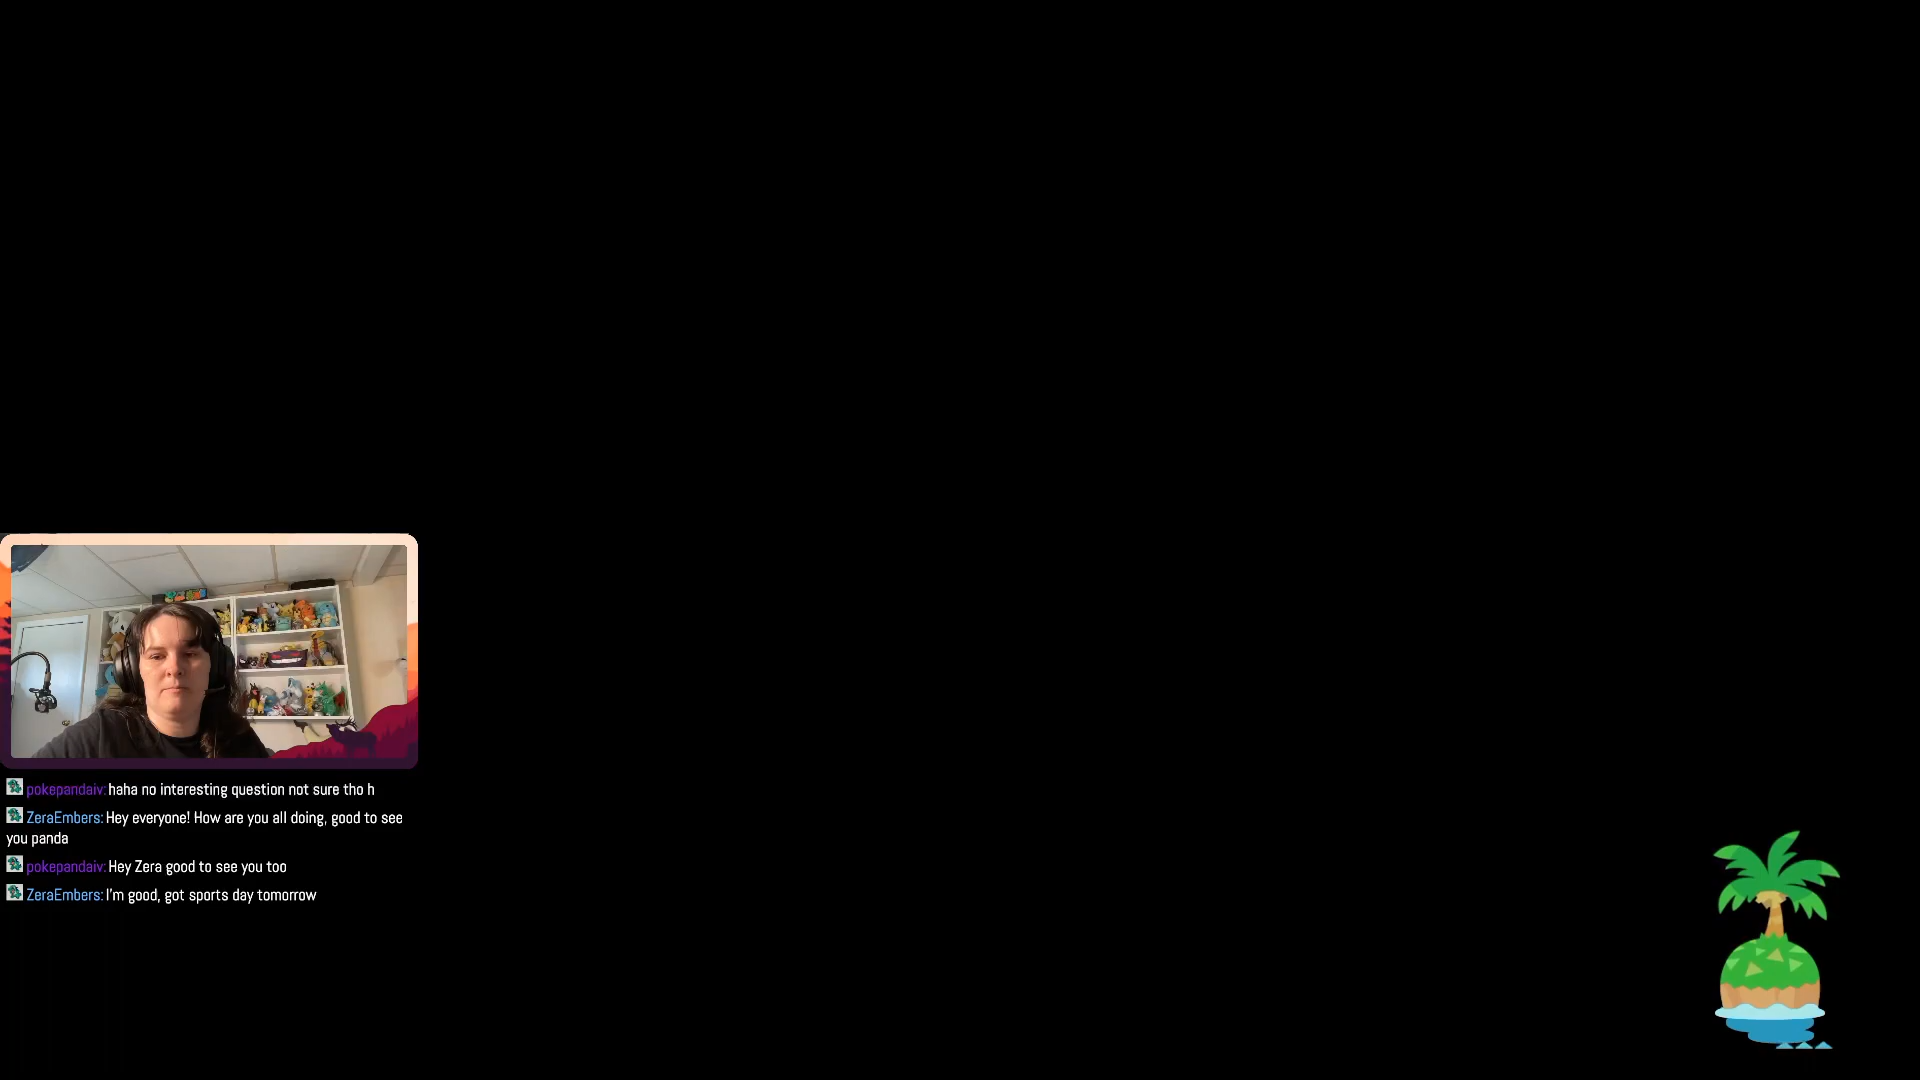 pokepandaiv: haha no interesting question not sure tho h
ZeraEmbers: Hey everyone! How are you all doing, good to see
you panda
pokepandaiv: Hey Zera good to see you too
ZeraEmbers: I'm good, got sports day tomorrow